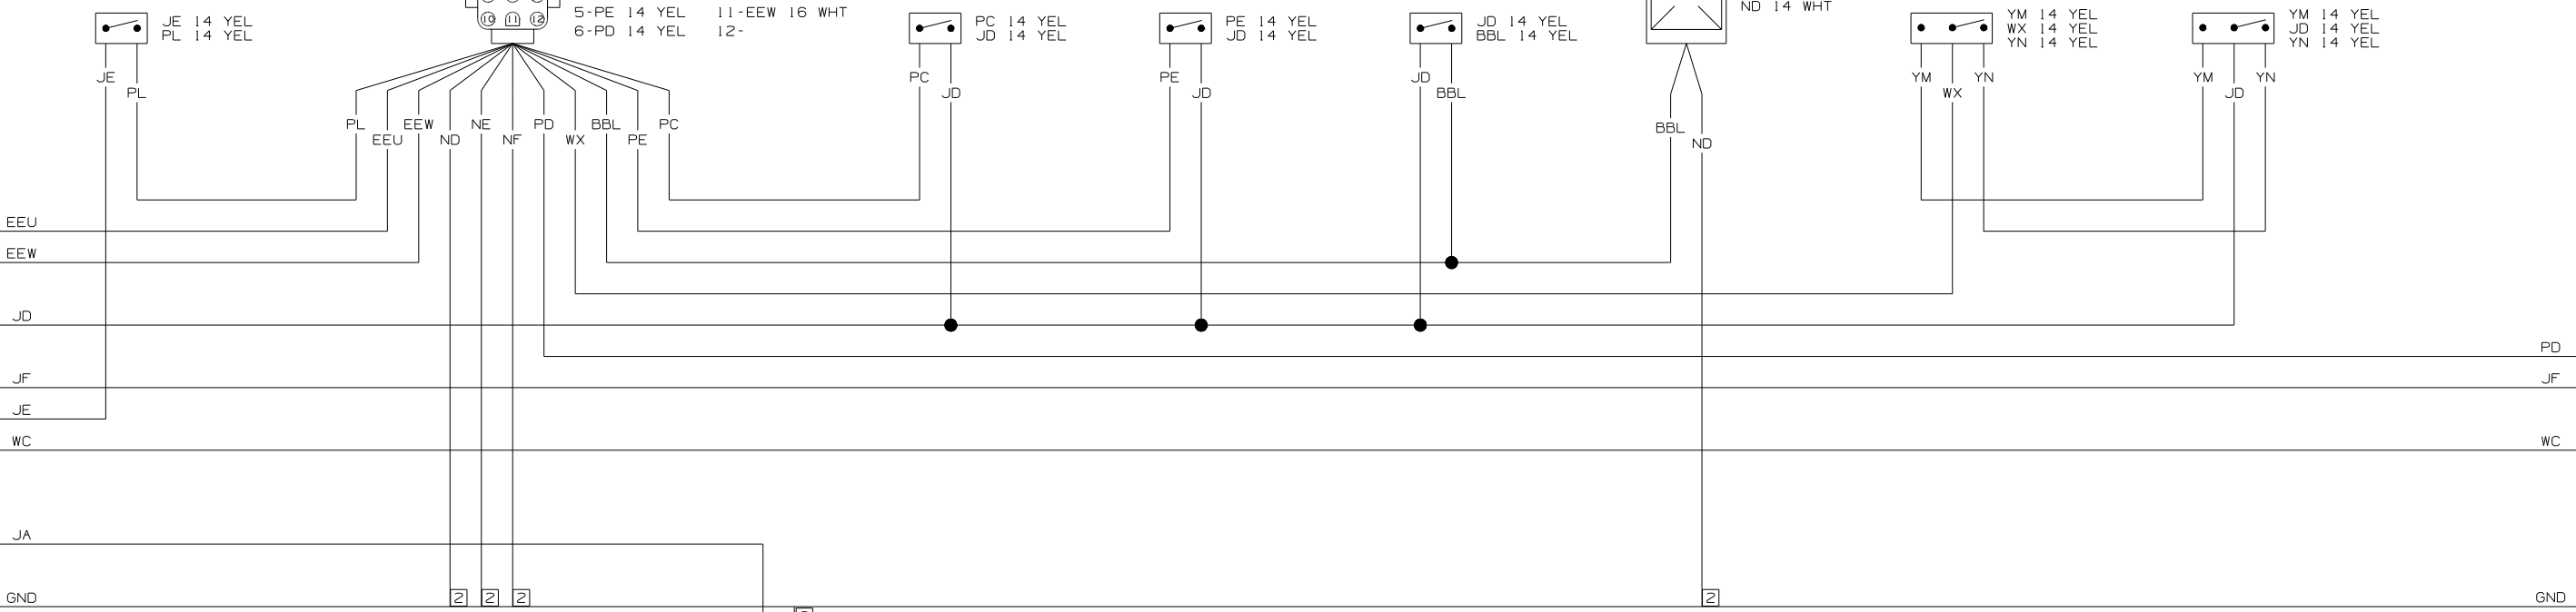 5-PE 14 YEL 11-EEW 16 WHT
6-PD 14 YEL 12-
10 11 12
ND 14 WHT
JE 14 YEL
PL 14 YEL
PC 14 YEL
JD 14 YEL
PE 14 YEL
JD 14 YEL
JD 14 YEL
BBL 14 YEL
YM 14 YEL
WX 14 YEL
YN 14 YEL
YM 14 YEL
JD 14 YEL
YN 14 YEL
JE PC PE JD YM YN YM YN
PL JD JD BBL WX JD
PL EEW NE PD BBL PC BBL
EEU ND NF WX PE ND
EEU
EEW
JD
PD
JF JF
JE
WC WC
JA
GND 2 2 2 2 GND